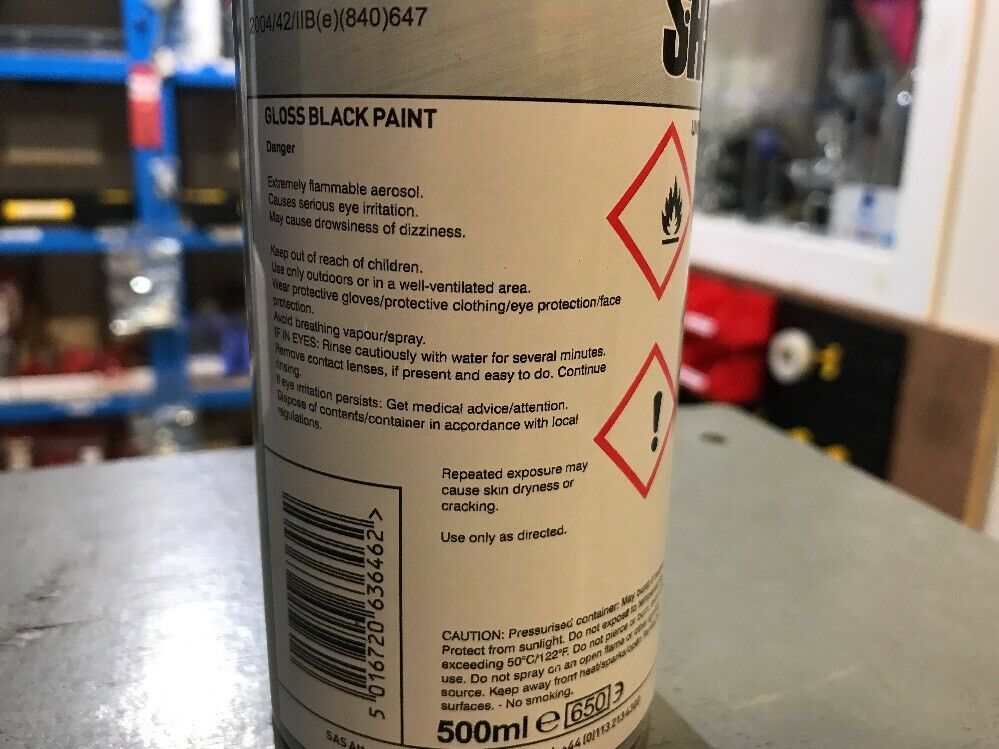 2004/42/IIB(e)(840)647
GLOSS BLACK PAINT
Danger
Extremely flammable aerosol.
Causes serious eye irritation.
May cause drowsiness of dizziness.
Keep out of reach of children.
Use only outdoors or in a well-ventilated area.
Wear protective gloves/protective clothing/eye protection/face
protection.
Avoid breathing vapour/spray.
IF IN EYES: Rinse cautiously with water for several minutes.
Remove contact lenses, if present and easy to do. Continue
rinsing.
If eye irritation persists: Get medical advice/attention.
Dispose of contents/container in accordance with local
regulations.
Repeated exposure may
cause skin dryness or
cracking.
Use only as directed.
CAUTION: Pressurised container: May burst if
Protect from sunlight. Do not expose to
exceeding 50°C/122°F. Do not pierce or burn,
use. Do not spray on an open flame or
source. Keep away from heat/sparks/open
surfaces. - No smoking.
5 016720 636462 >
500ml e 650
SAS